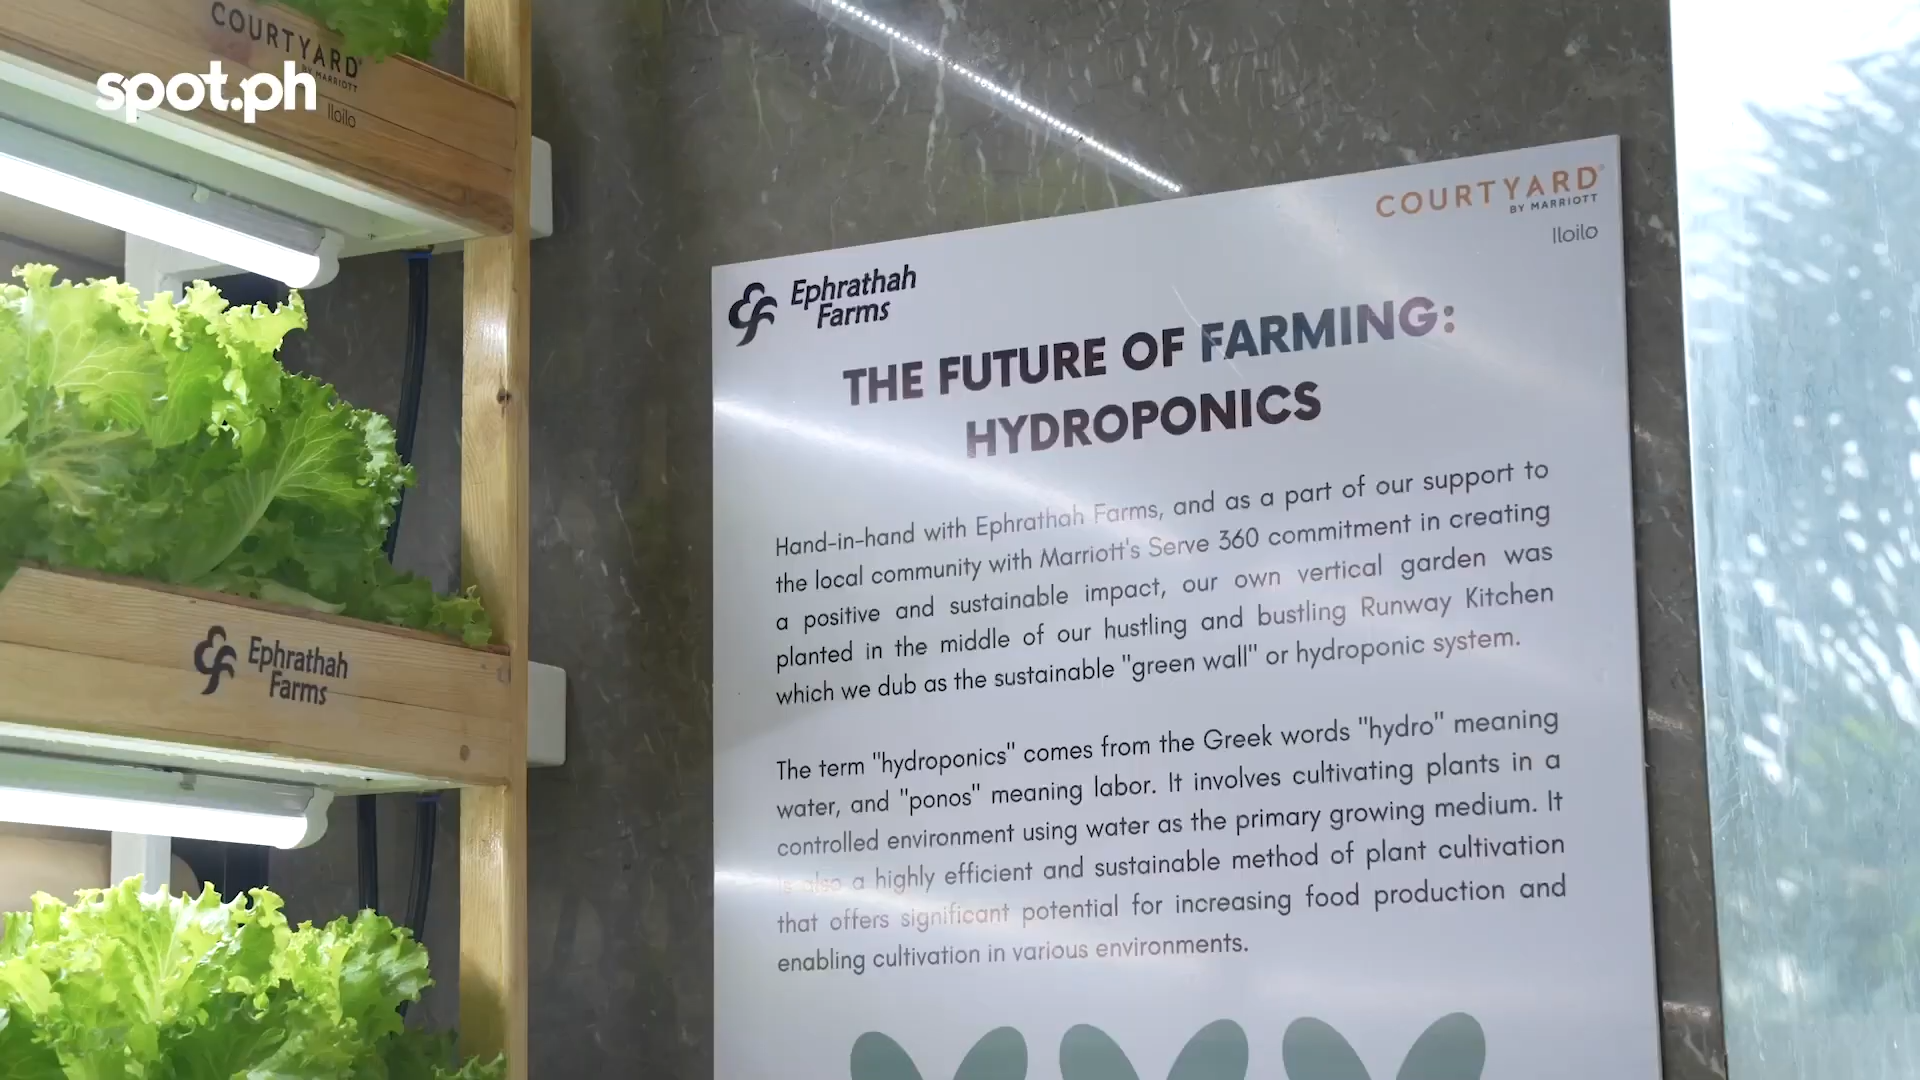 COURTYARD
BY MARRIOTT
Iloilo
spot.ph
Ephrathah
Farms
COURTYARD
BY MARRIOTT
Iloilo
Ephrathah
Farms
THE FUTURE OF FARMING:
HYDROPONICS
Hand-in-hand with Ephrathah Farms, and as a part of our support to
the local community with Marriott's Serve 360 commitment in creating
a positive and sustainable impact, our own vertical garden was
planted in the middle of our hustling and bustling Runway Kitchen
which we dub as the sustainable "green wall" or hydroponic system.
The term "hydroponics" comes from the Greek words "hydro" meaning
water, and "ponos" meaning labor. It involves cultivating plants in a
controlled environment using water as the primary growing medium. It
is also a highly efficient and sustainable method of plant cultivation
that offers significant potential for increasing food production and
enabling cultivation in various environments.